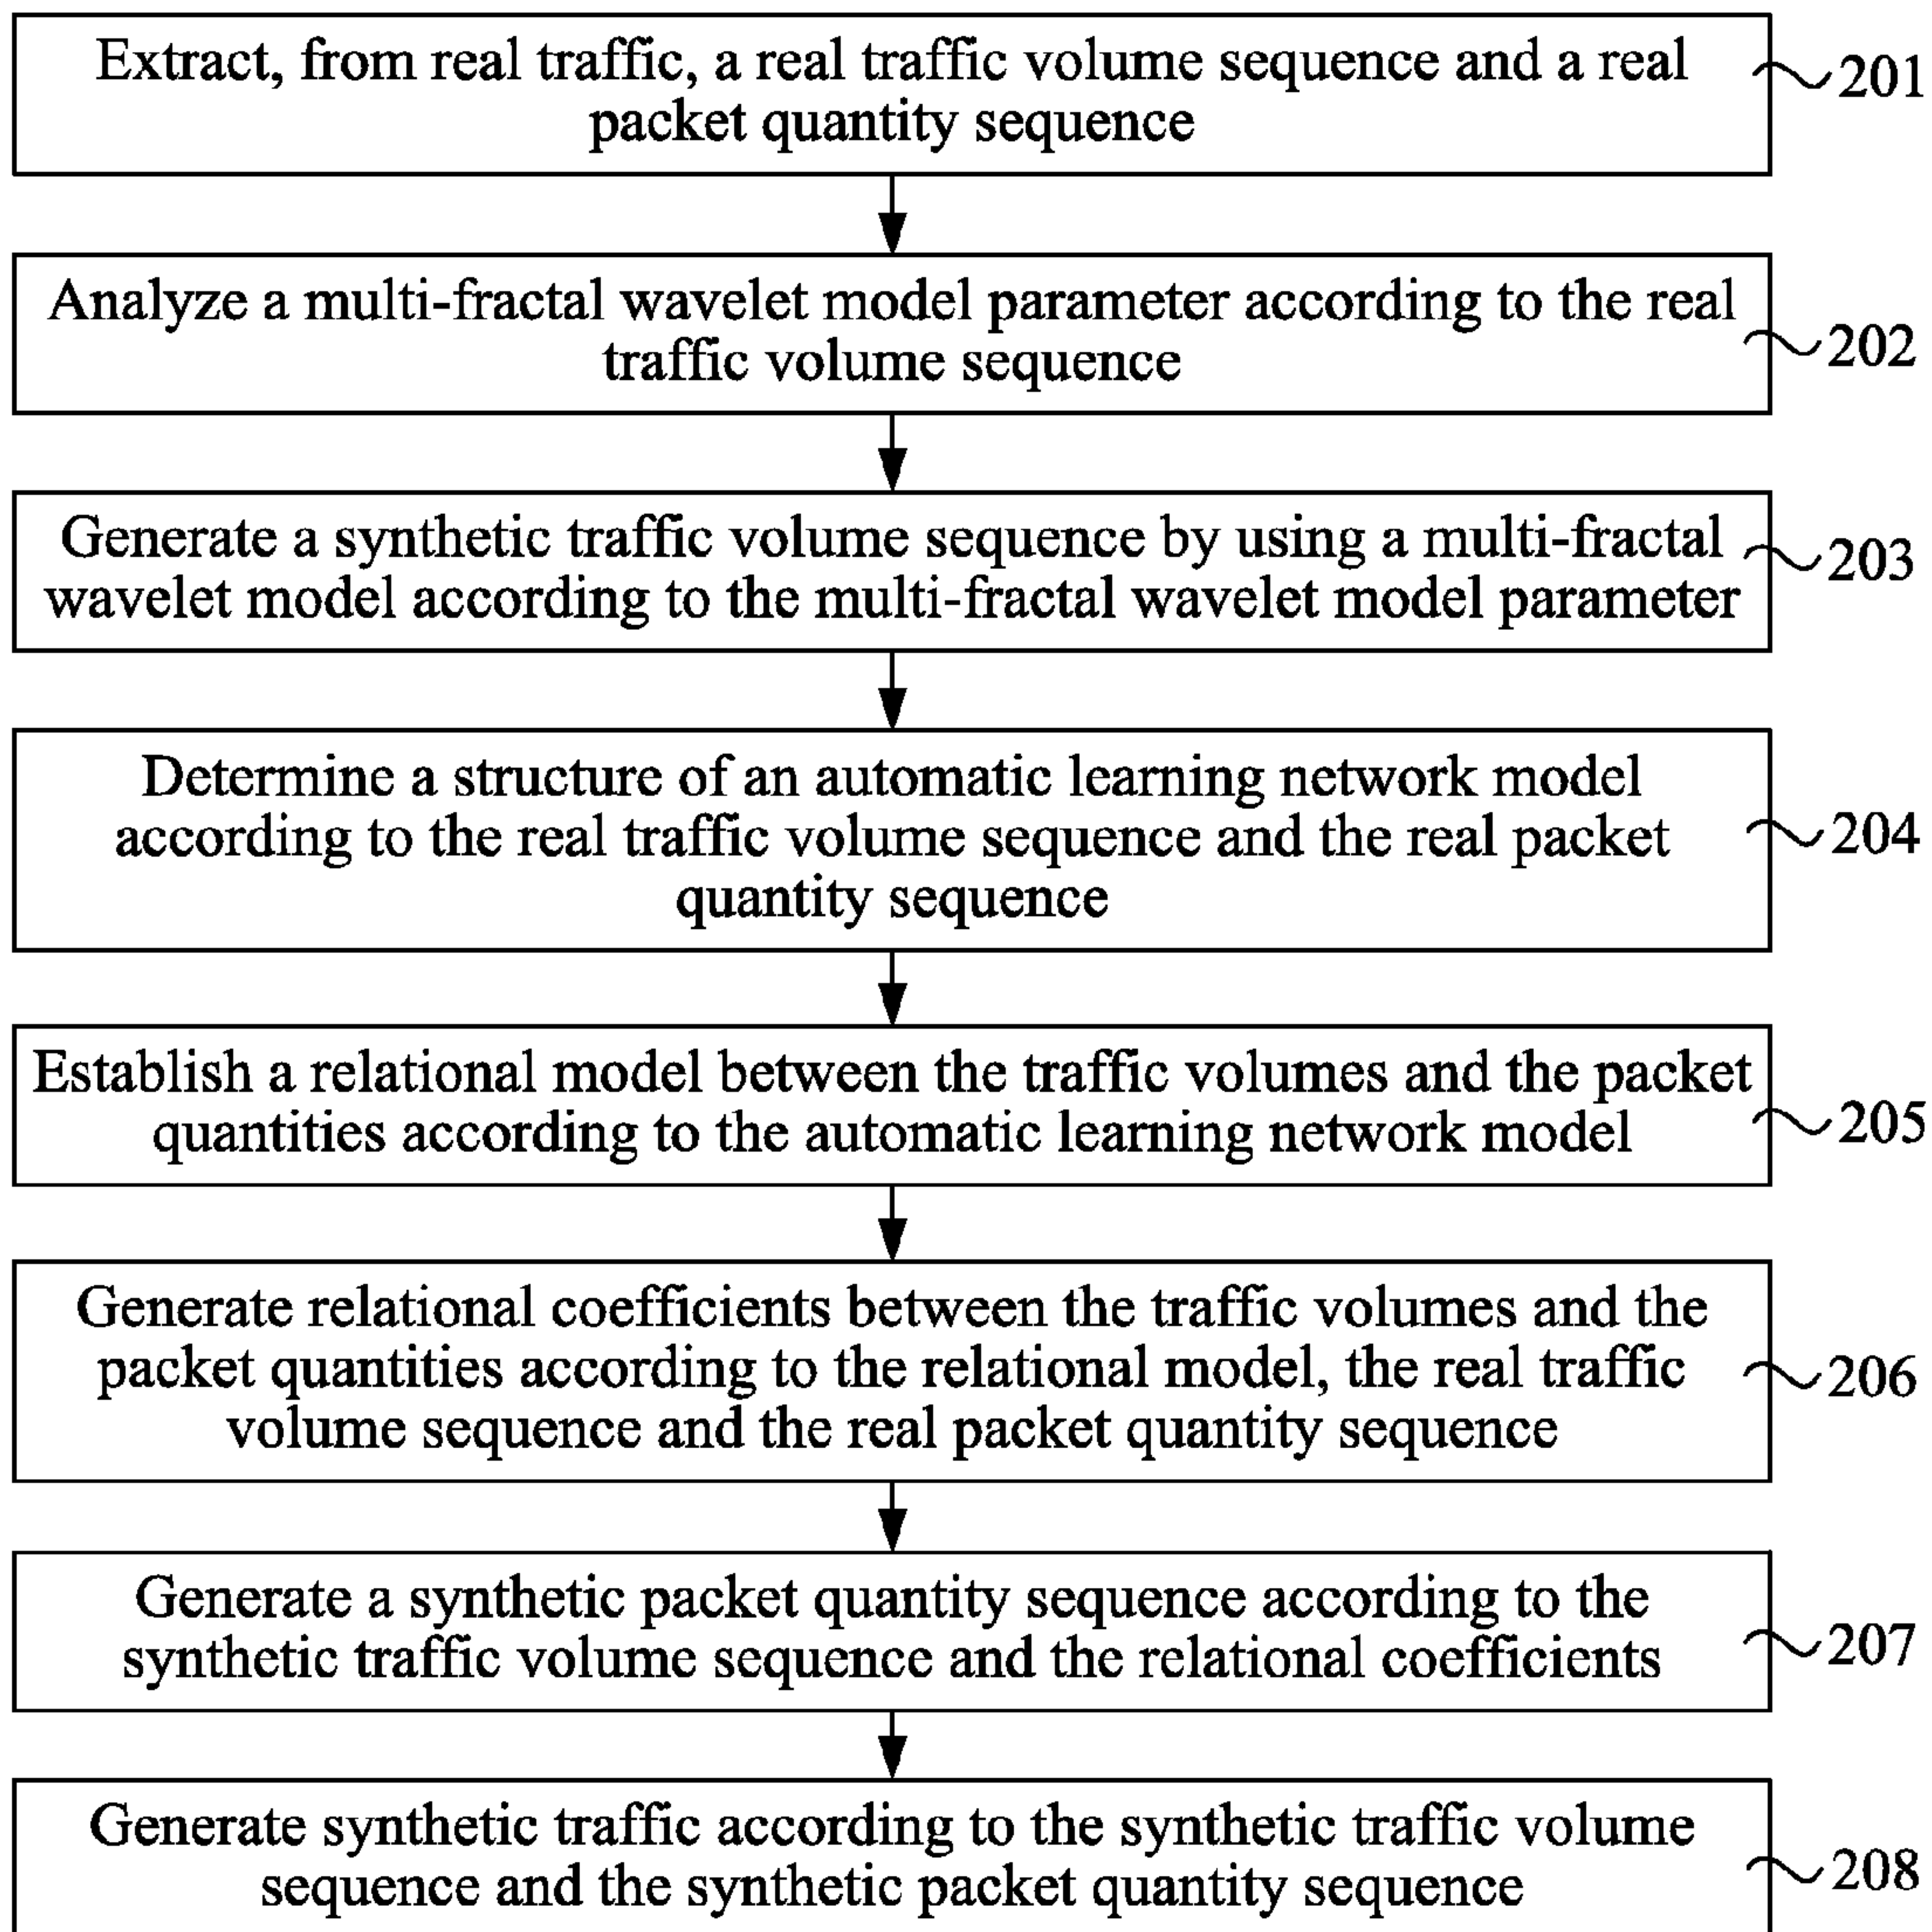 Extract, from real traffic, a real traffic volume sequence and a real
packet quantity sequence
201
Analyze a multi-fractal wavelet model parameter according to the real
traffic volume sequence
202
Generate a synthetic traffic volume sequence by using a multi-fractal
wavelet model according to the multi-fractal wavelet model parameter
203
Determine a structure of an automatic learning network model
according to the real traffic volume sequence and the real packet
quantity sequence
204
Establish a relational model between the traffic volumes and the packet
quantities according to the automatic learning network model
205
Generate relational coefficients between the traffic volumes and the
packet quantities according to the relational model, the real traffic
volume sequence and the real packet quantity sequence
206
Generate a synthetic packet quantity sequence according to the
synthetic traffic volume sequence and the relational coefficients
207
Generate synthetic traffic according to the synthetic traffic volume
sequence and the synthetic packet quantity sequence
208